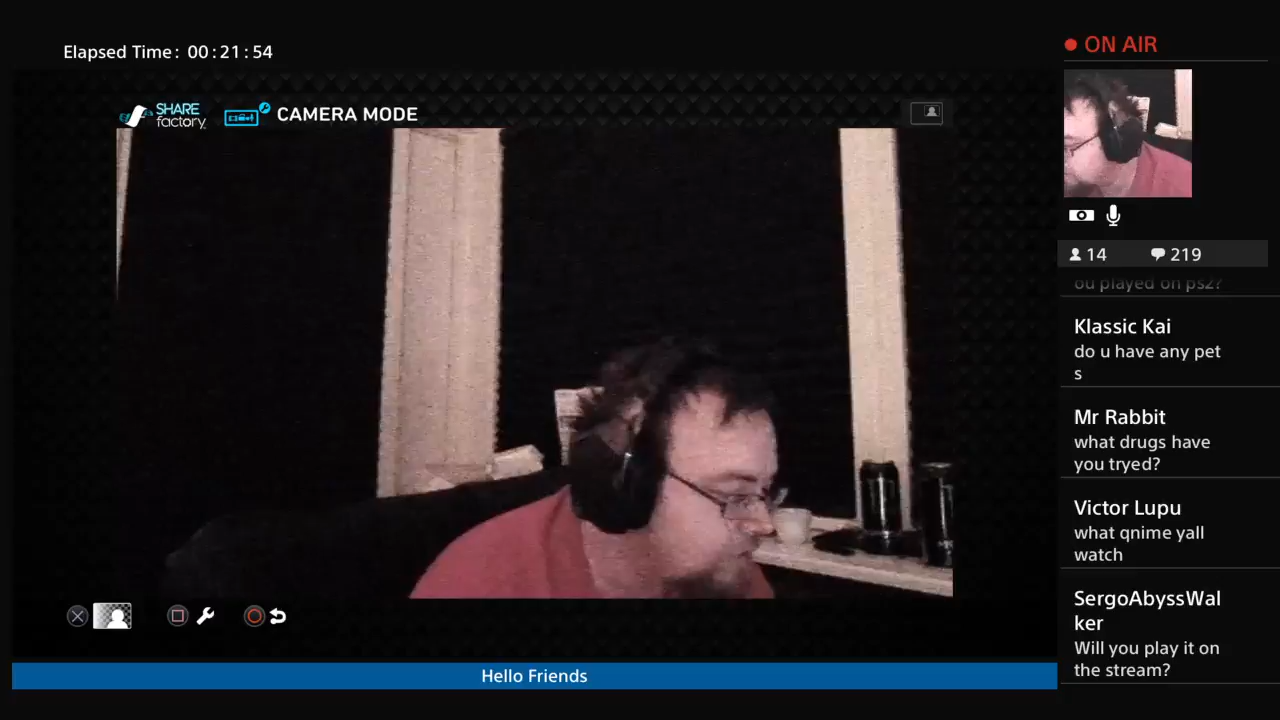 Elapsed Time: 00:21:54
ON AIR
SHARE
factory
CAMERA MODE
14
219
ou played on ps2?
Klassic Kai
do u have any pet
s
Mr Rabbit
what drugs have
you tryed?
Victor Lupu
what qnime yall
watch
SergoAbyssWal
ker
Will you play it on
the stream?
Hello Friends